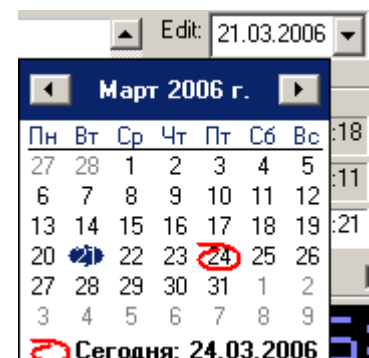 Edit: 21.03.2006
Март 2006 г.
Пн Вт Ср Чт Пт Сб Вс
27 28 1 2 3 4 5
6 7 8 9 10 11 12
13 14 15 16 17 18 19
20 21 22 23 24 25 26
27 28 29 30 31 1 2
3 4 5 6 7 8 9
Сегодня: 24.03.2006
:18
:11
:21